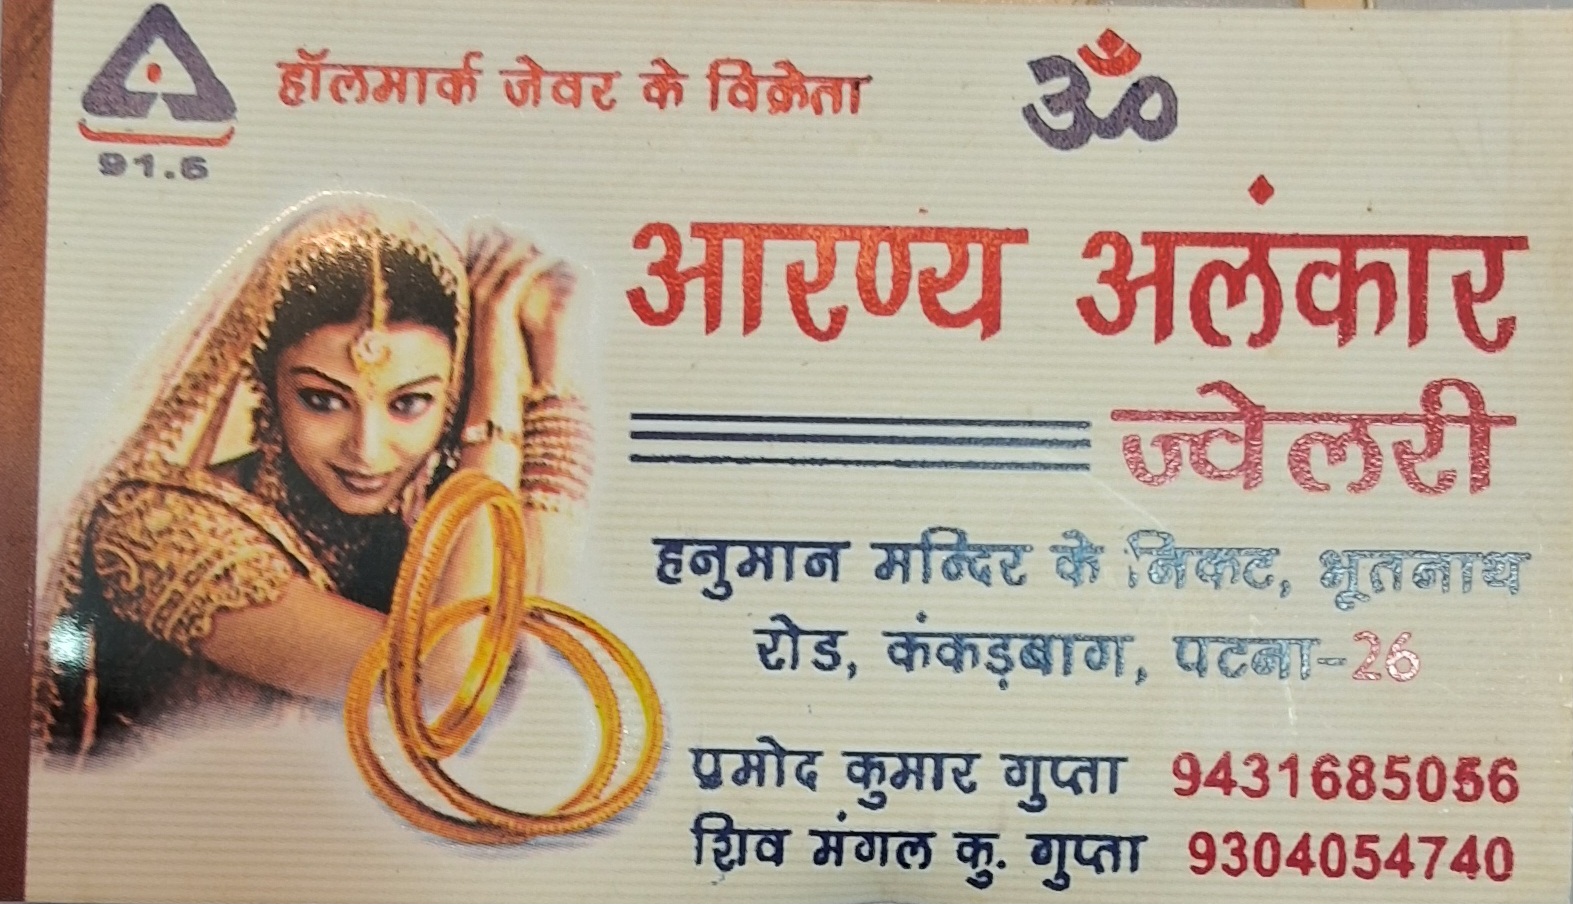 हॉलमार्क जेवर के विक्रेता
ॐ
91.6
आरण्य अलंकार
ज्वेलरी
हनुमान मन्दिर के निकट, भूतनाथ
रोड, कंकड़बाग, पटना-26
प्रमोद कुमार गुप्ता 9431685056
शिव मंगल कु. गुप्ता 9304054740